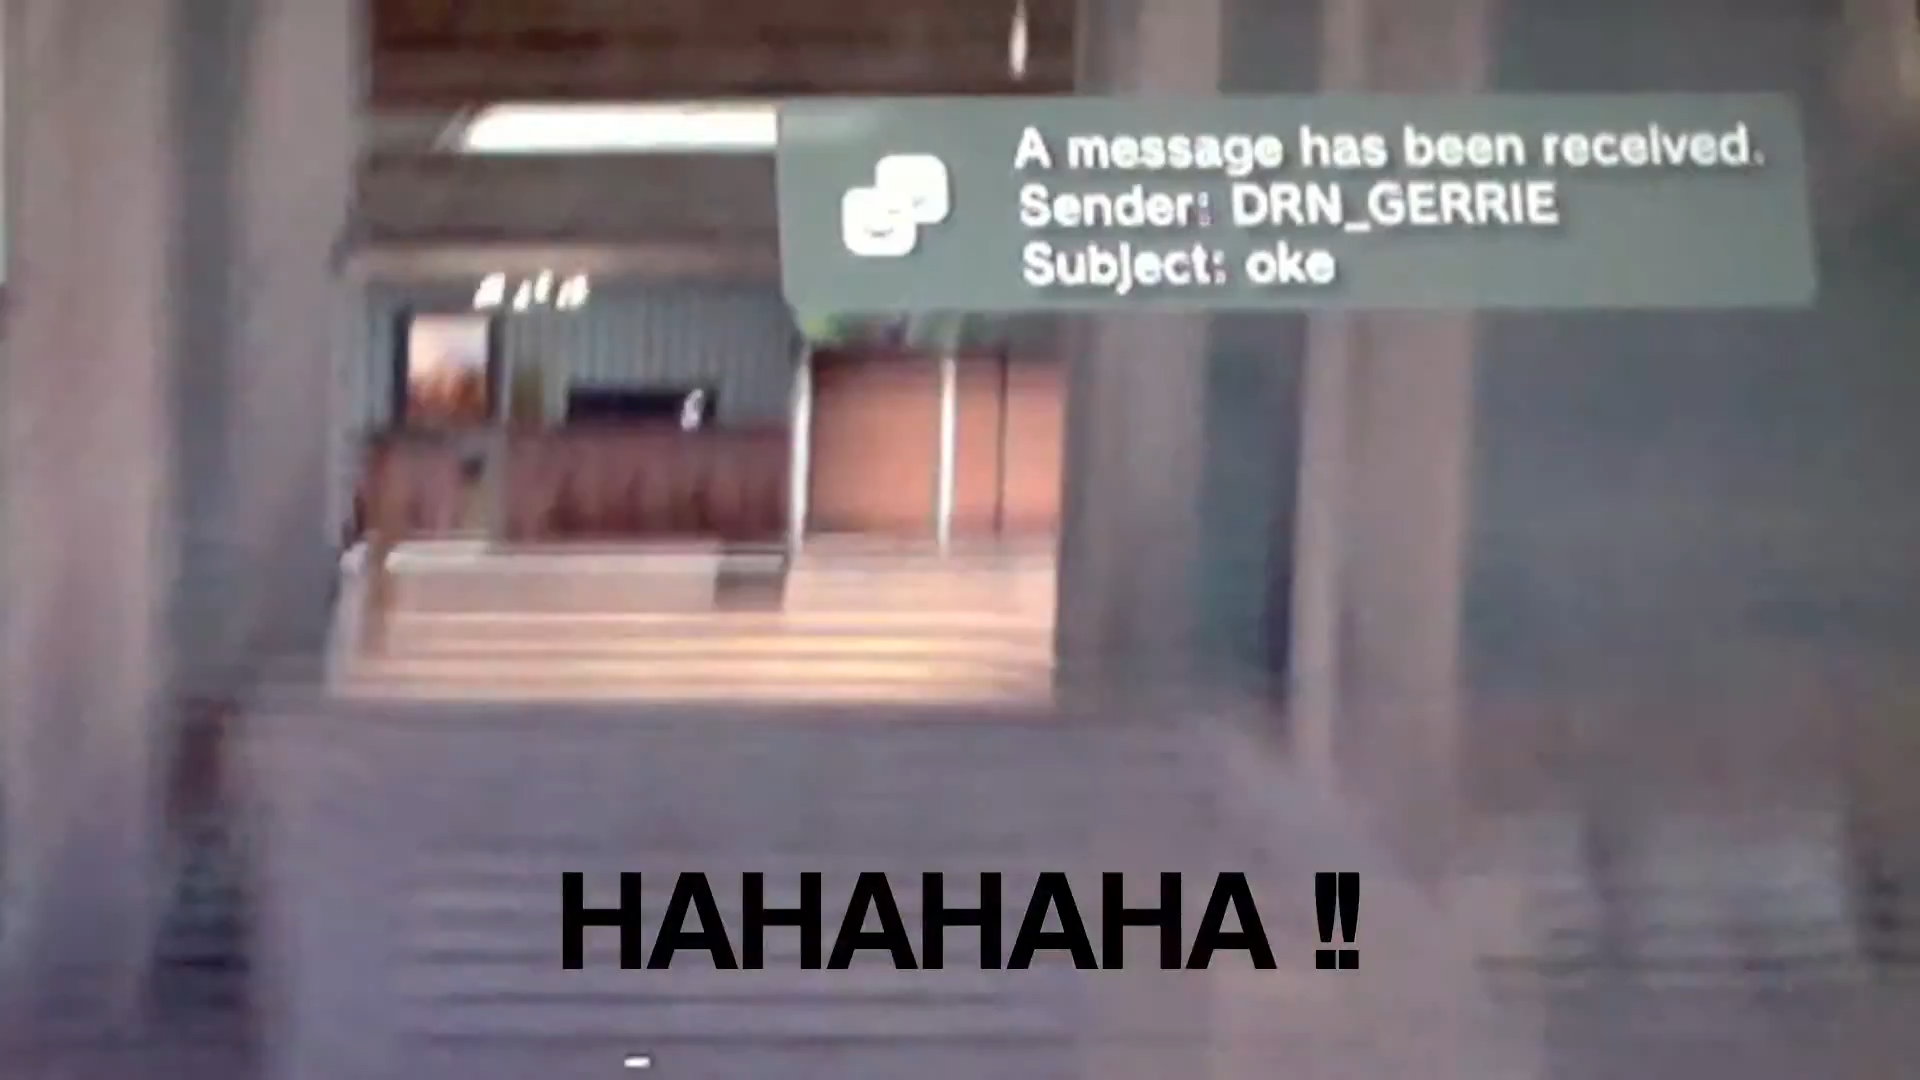 A message has been received.
Sender: DRN_GERRIE
Subject: oke
HAHAHAHA !!